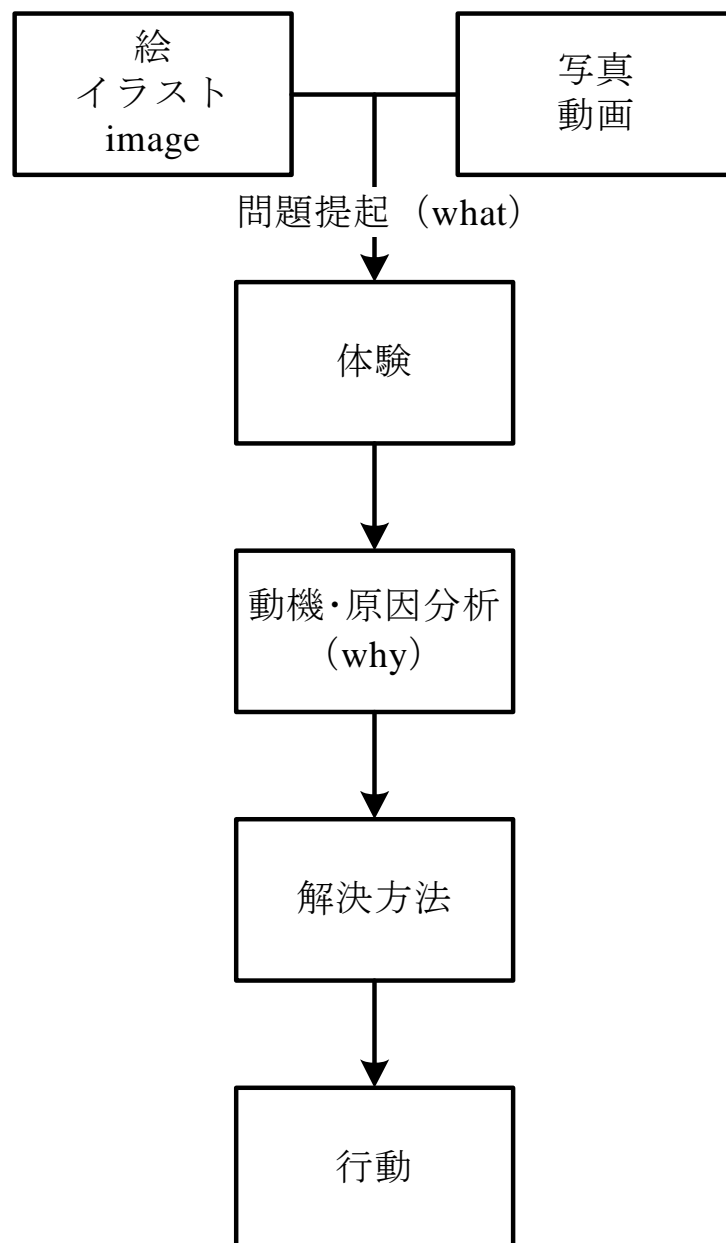 絵
イラスト
image
写真
動画
問題提起（what）
体験
動機・原因分析
（why）
解決方法
行動